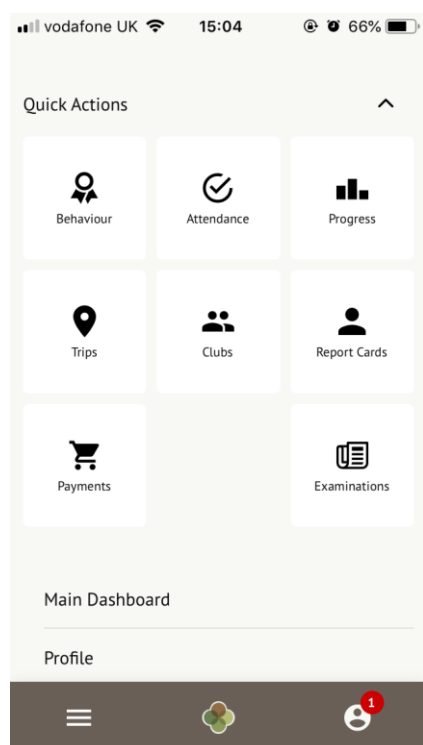 vodafone UK 15:04 66%
Quick Actions
Behaviour Attendance Progress
Trips Clubs Report Cards
Payments Examinations
Main Dashboard
Profile
1